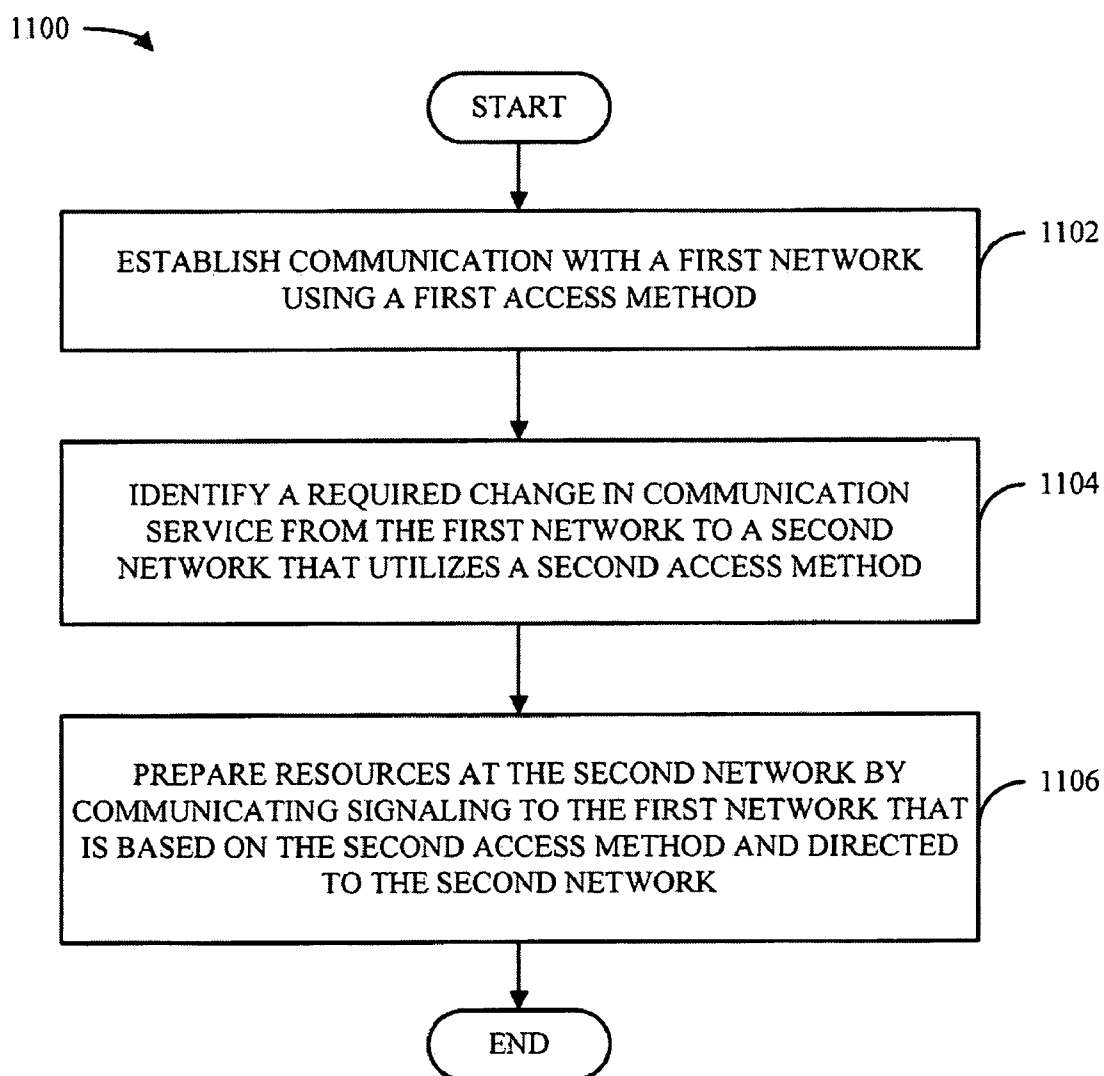 1100
START
ESTABLISH COMMUNICATION WITH A FIRST NETWORK
USING A FIRST ACCESS METHOD
1102
IDENTIFY A REQUIRED CHANGE IN COMMUNICATION
SERVICE FROM THE FIRST NETWORK TO A SECOND
NETWORK THAT UTILIZES A SECOND ACCESS METHOD
1104
PREPARE RESOURCES AT THE SECOND NETWORK BY
COMMUNICATING SIGNALING TO THE FIRST NETWORK THAT
IS BASED ON THE SECOND ACCESS METHOD AND DIRECTED
TO THE SECOND NETWORK
1106
END